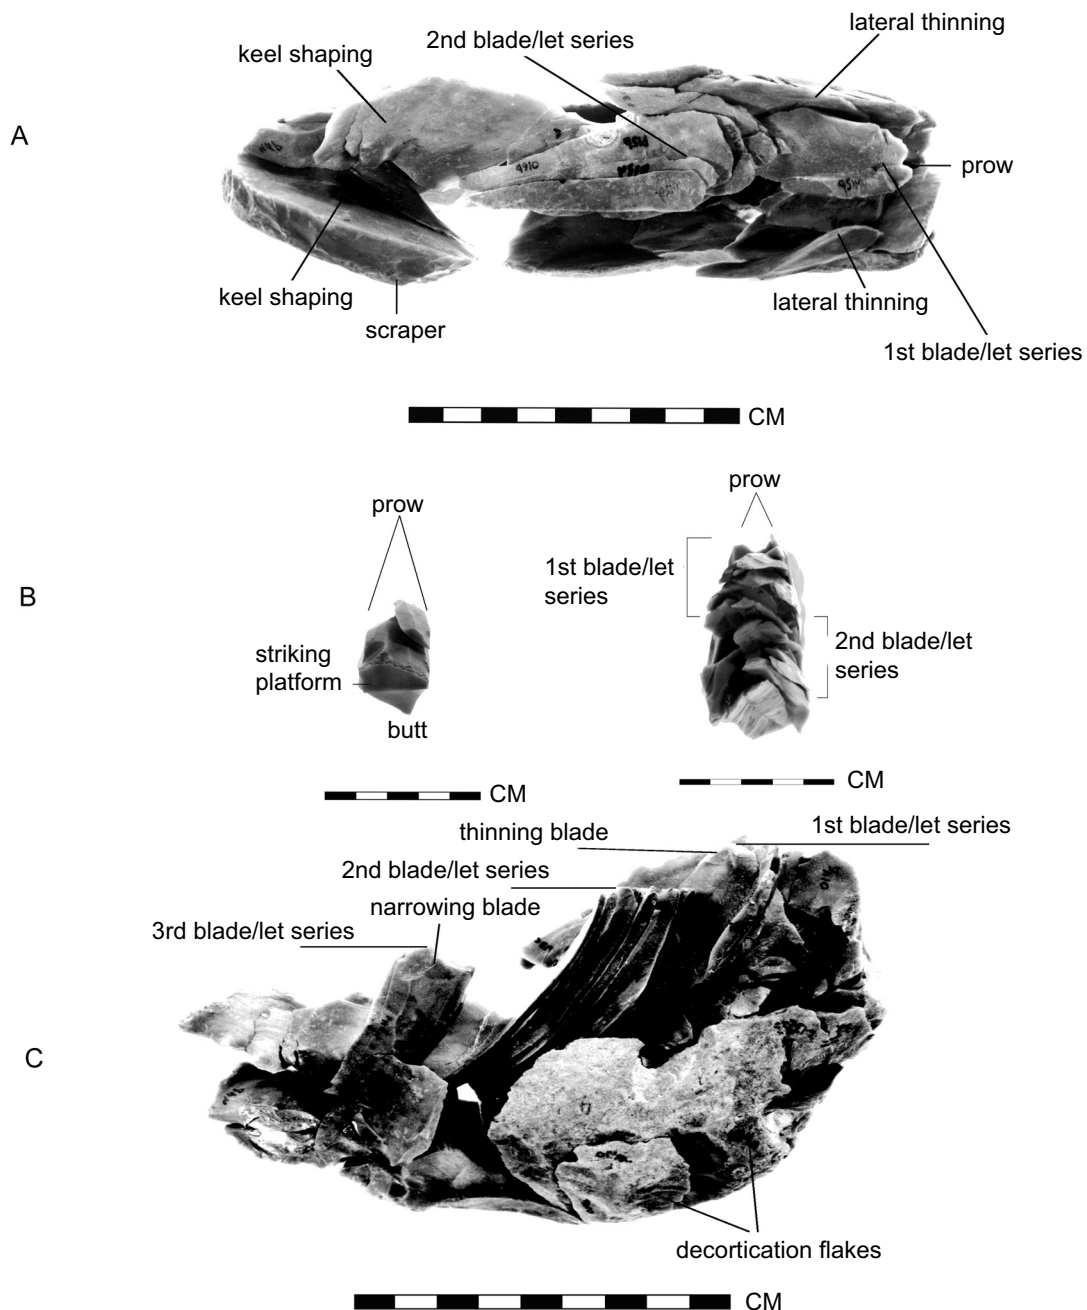 lateral thinning
2nd blade/let series
keel shaping
A
prow
9910
keel shaping
lateral thinning
scraper
1st blade/let series
CM
prow
prow
1st blade/let
series
B
2nd blade/let
series
striking
platform
butt
CM
CM
1st blade/let series
thinning blade
2nd blade/let series
narrowing blade
3rd blade/let series
C
decortication flakes
CM